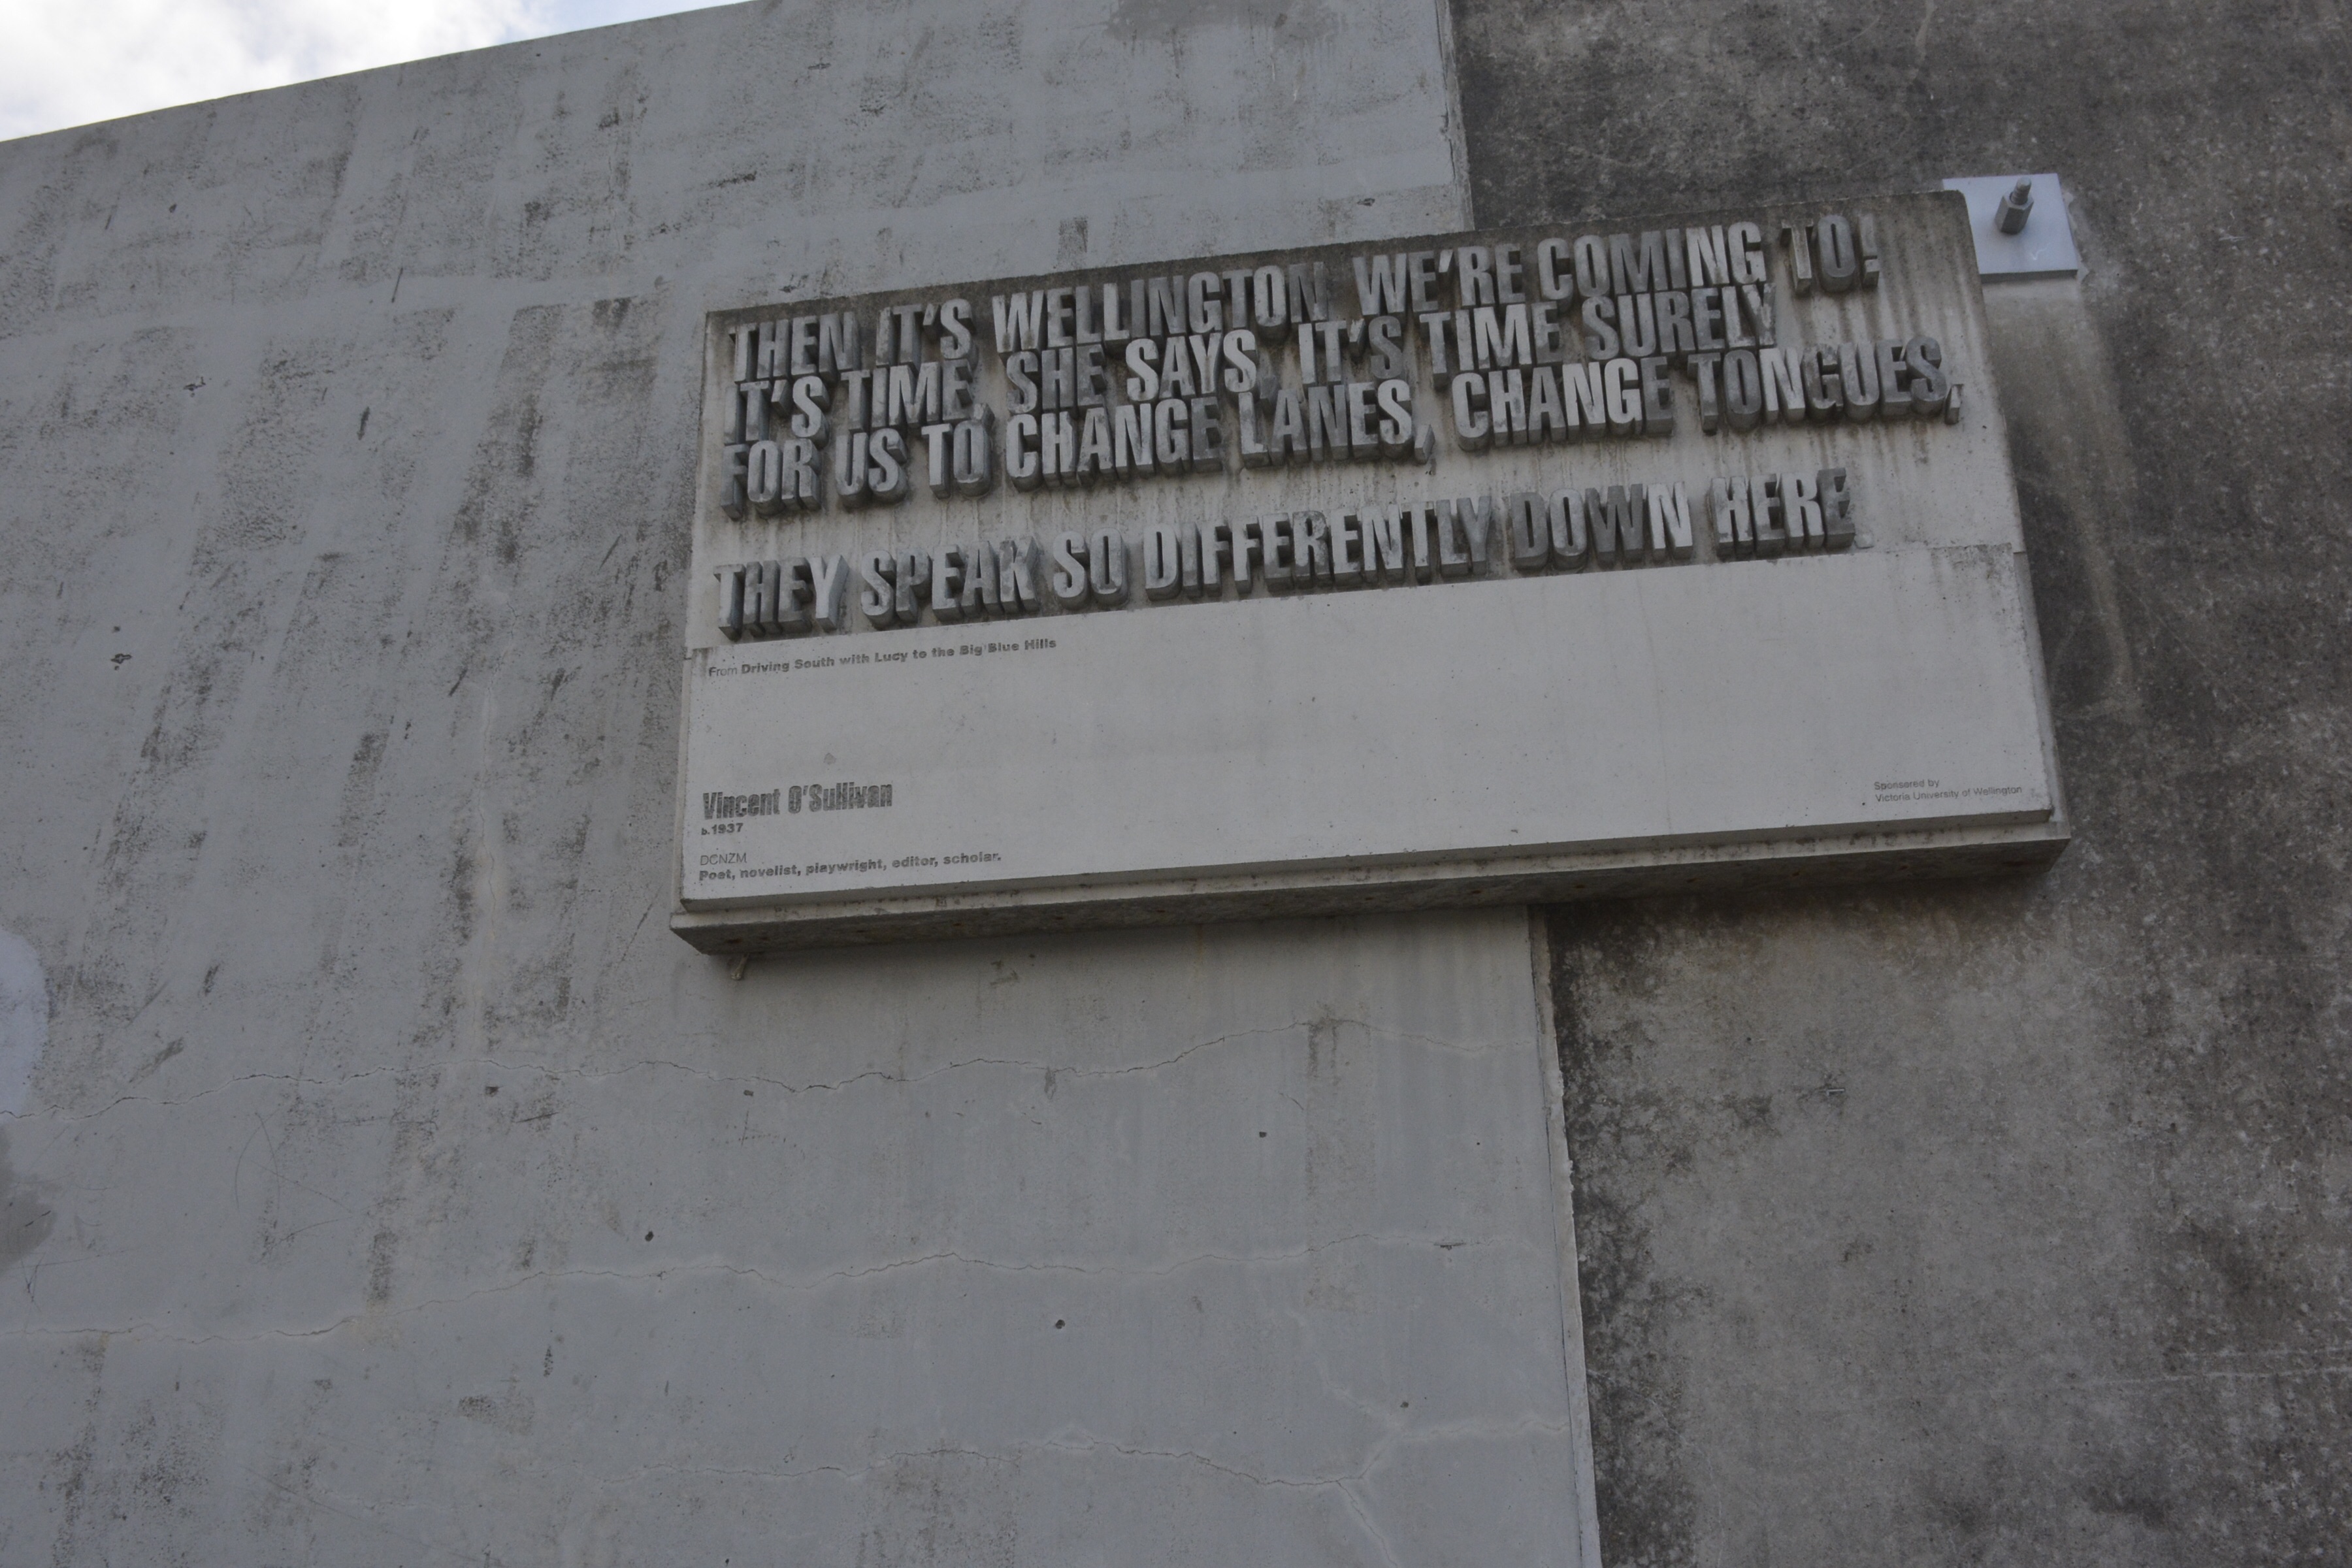 THEN IT'S WELLINGTON WE'RE COMING TO!
IT'S TIME, SHE SAYS, IT'S TIME SURELY
FOR US TO CHANGE LANES, CHANGE TONGUES,
THEY SPEAK SO DIFFERENTLY DOWN HERE.
From Driving South with Lucy to the Big Blue Hills
Vincent O'Sullivan
b.1937
DCNZM
Poet, novelist, playwright, editor, scholar.
Sponsored by
Victoria University of Wellington